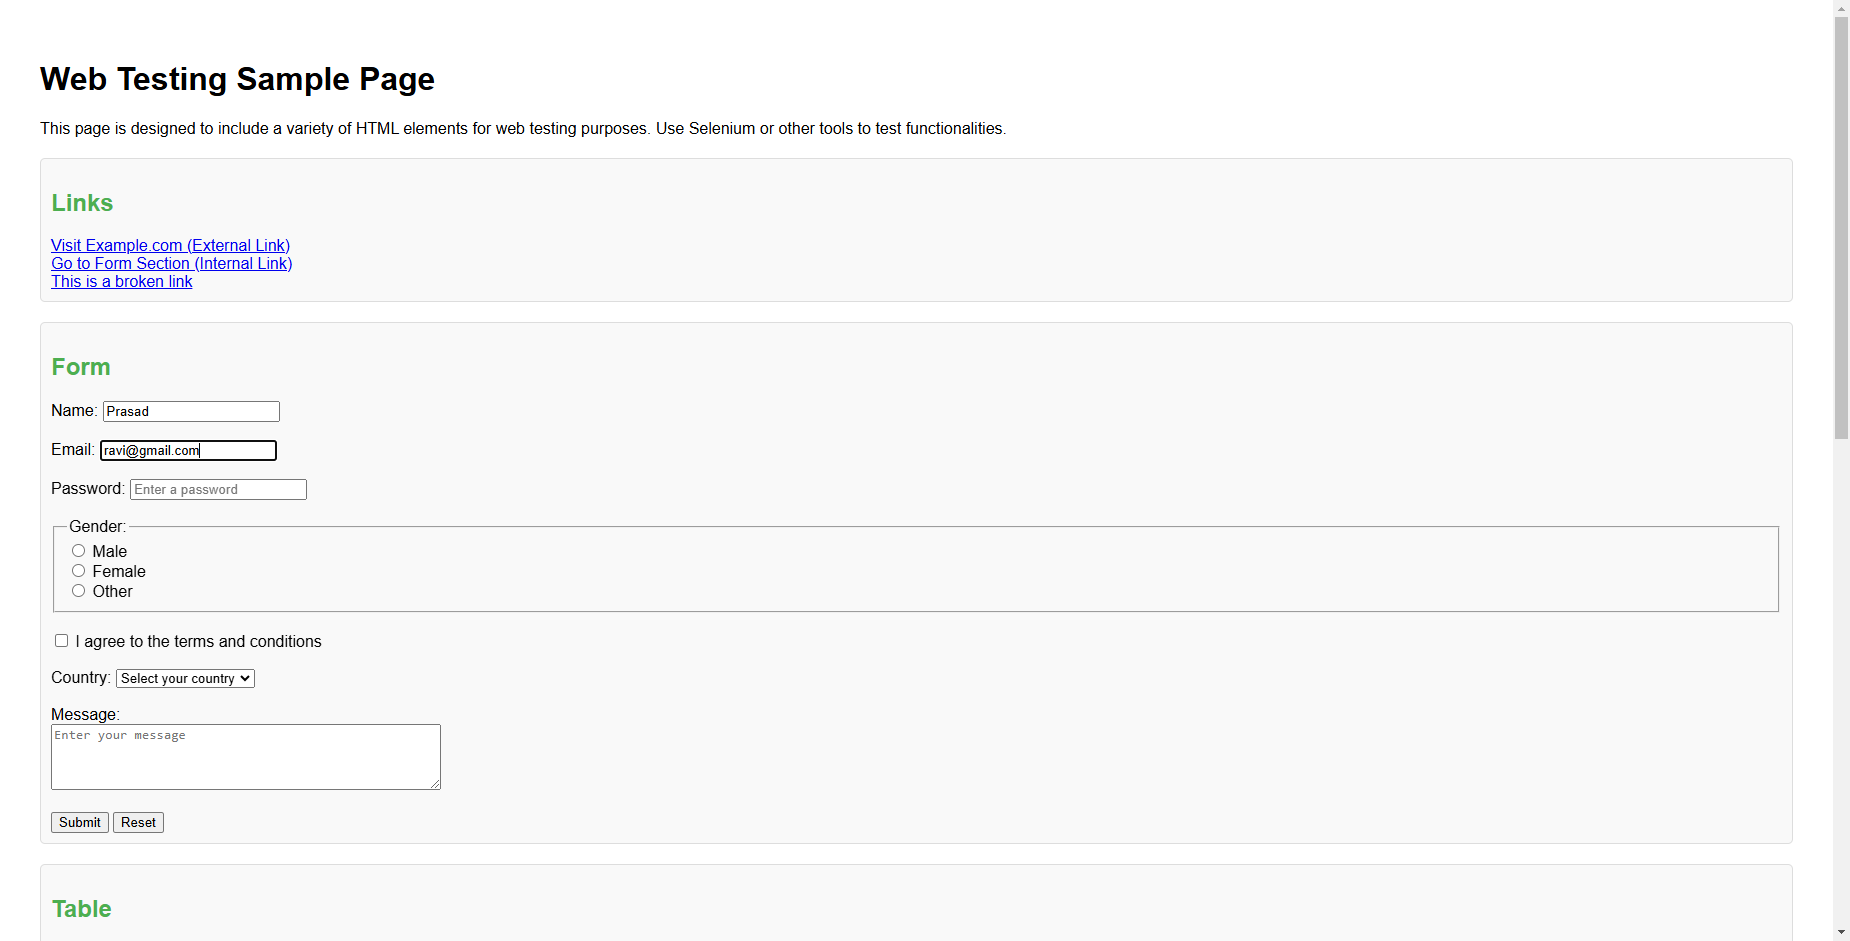 Web Testing Sample Page
This page is designed to include a variety of HTML elements for web testing purposes. Use Selenium or other tools to test functionalities.
Links
Visit Example.com (External Link)
Go to Form Section (Internal Link)
This is a broken link
Form
Name: Prasad
Email: ravi@gmail.com
Password: Enter a password
Gender:
Male
Female
Other
I agree to the terms and conditions
Country: Select your country
Message:
Enter your message
Submit Reset
Table